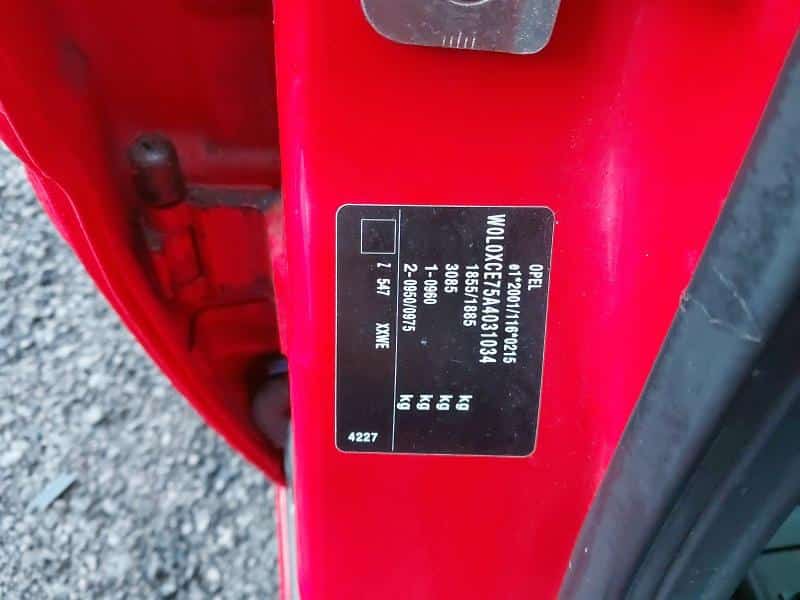 OPEL
e1*2001/116*0215
W0L0XCE75A4031034
1855/1885 kg
3085 kg
1-0960 kg
2-0950/0975 kg
Z 547 XXWE
4227